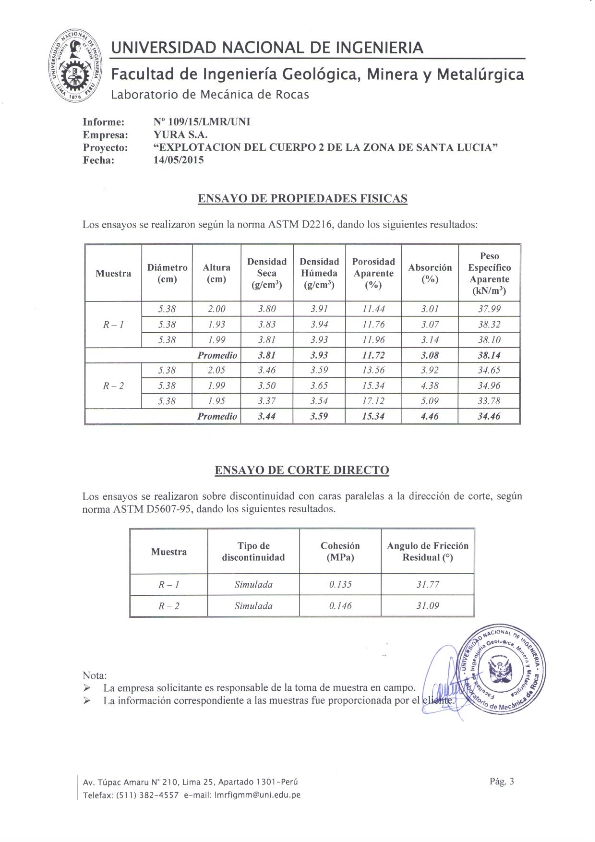 UNIVERSIDAD NACIONAL DE INGENIERIA
Facultad de Ingeniería Geológica, Minera y Metalúrgica
Laboratorio de Mecánica de Rocas
Informe: Nº 109/15/LMR/UNI
Empresa: YURA S.A.
Proyecto: “EXPLOTACION DEL CUERPO 2 DE LA ZONA DE SANTA LUCIA”
Fecha: 14/05/2015
ENSAYO DE PROPIEDADES FISICAS
Los ensayos se realizaron según la norma ASTM D2216, dando los siguientes resultados:
Muestra Diámetro (cm) Altura (cm) Densidad Seca (g/cm³) Densidad Húmeda (g/cm³) Porosidad Aparente (%) Absorción (%) Peso Específico Aparente (kN/m³)
R – 1 5.38 2.00 3.80 3.91 11.44 3.01 37.99
5.38 1.93 3.83 3.94 11.76 3.07 38.32
5.38 1.99 3.81 3.93 11.96 3.14 38.10
Promedio 3.81 3.93 11.72 3.08 38.14
R – 2 5.38 2.05 3.46 3.59 13.56 3.92 34.65
5.38 1.99 3.50 3.65 15.34 4.38 34.96
5.38 1.95 3.37 3.54 17.12 5.09 33.78
Promedio 3.44 3.59 15.34 4.46 34.46
ENSAYO DE CORTE DIRECTO
Los ensayos se realizaron sobre discontinuidad con caras paralelas a la dirección de corte, según
norma ASTM D5607-95, dando los siguientes resultados.
Muestra Tipo de discontinuidad Cohesión (MPa) Angulo de Fricción Residual (°)
R – 1 Simulada 0.135 31.77
R – 2 Simulada 0.146 31.09
UNIVERSIDAD NACIONAL DE INGENIERIA
Facultad de Ingeniería Geológica Minera y Metalúrgica
Laboratorio de Mecánica de Rocas
Nota:
➢ La empresa solicitante es responsable de la toma de muestra en campo.
➢ La información correspondiente a las muestras fue proporcionada por el cliente.
Av. Túpac Amaru N° 210, Lima 25, Apartado 1301-Perú
Telefax: (511) 382-4557 e-mail: lmrfigmm@uni.edu.pe
Pág. 3